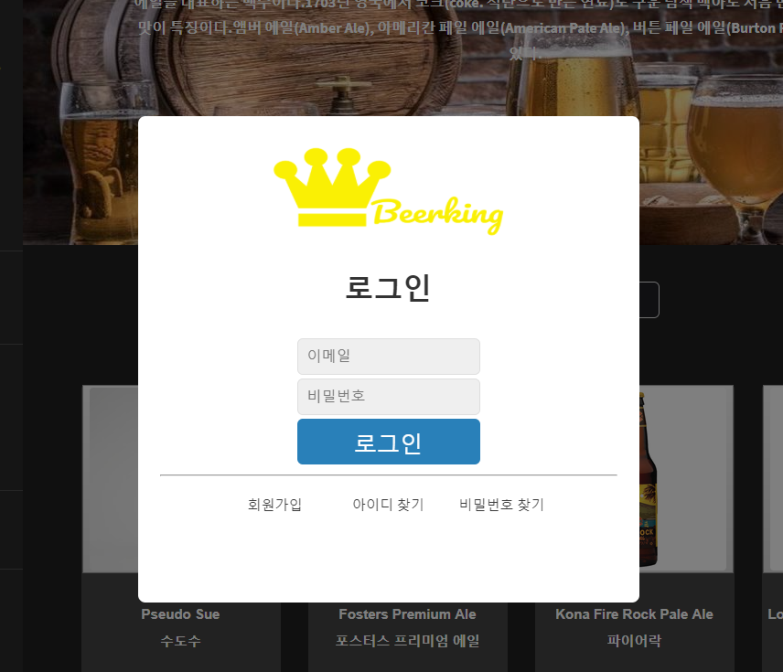 에일을 대표하는 맥주이다.1703년 영국에서 코크(coke. 석탄으로 만든 연료)로 구운 담색 맥아로 처음
맛이 특징이다.앰버 에일(Amber Ale), 아메리칸 페일 에일(American Pale Ale), 버튼 페일 에일(Burton
있다.
Beerking
로그인
이메일
비밀번호
로그인
회원가입 아이디 찾기 비밀번호 찾기
Pseudo Sue Fosters Premium Ale Kona Fire Rock Pale Ale
수도수 포스터스 프리미엄 에일 파이어락